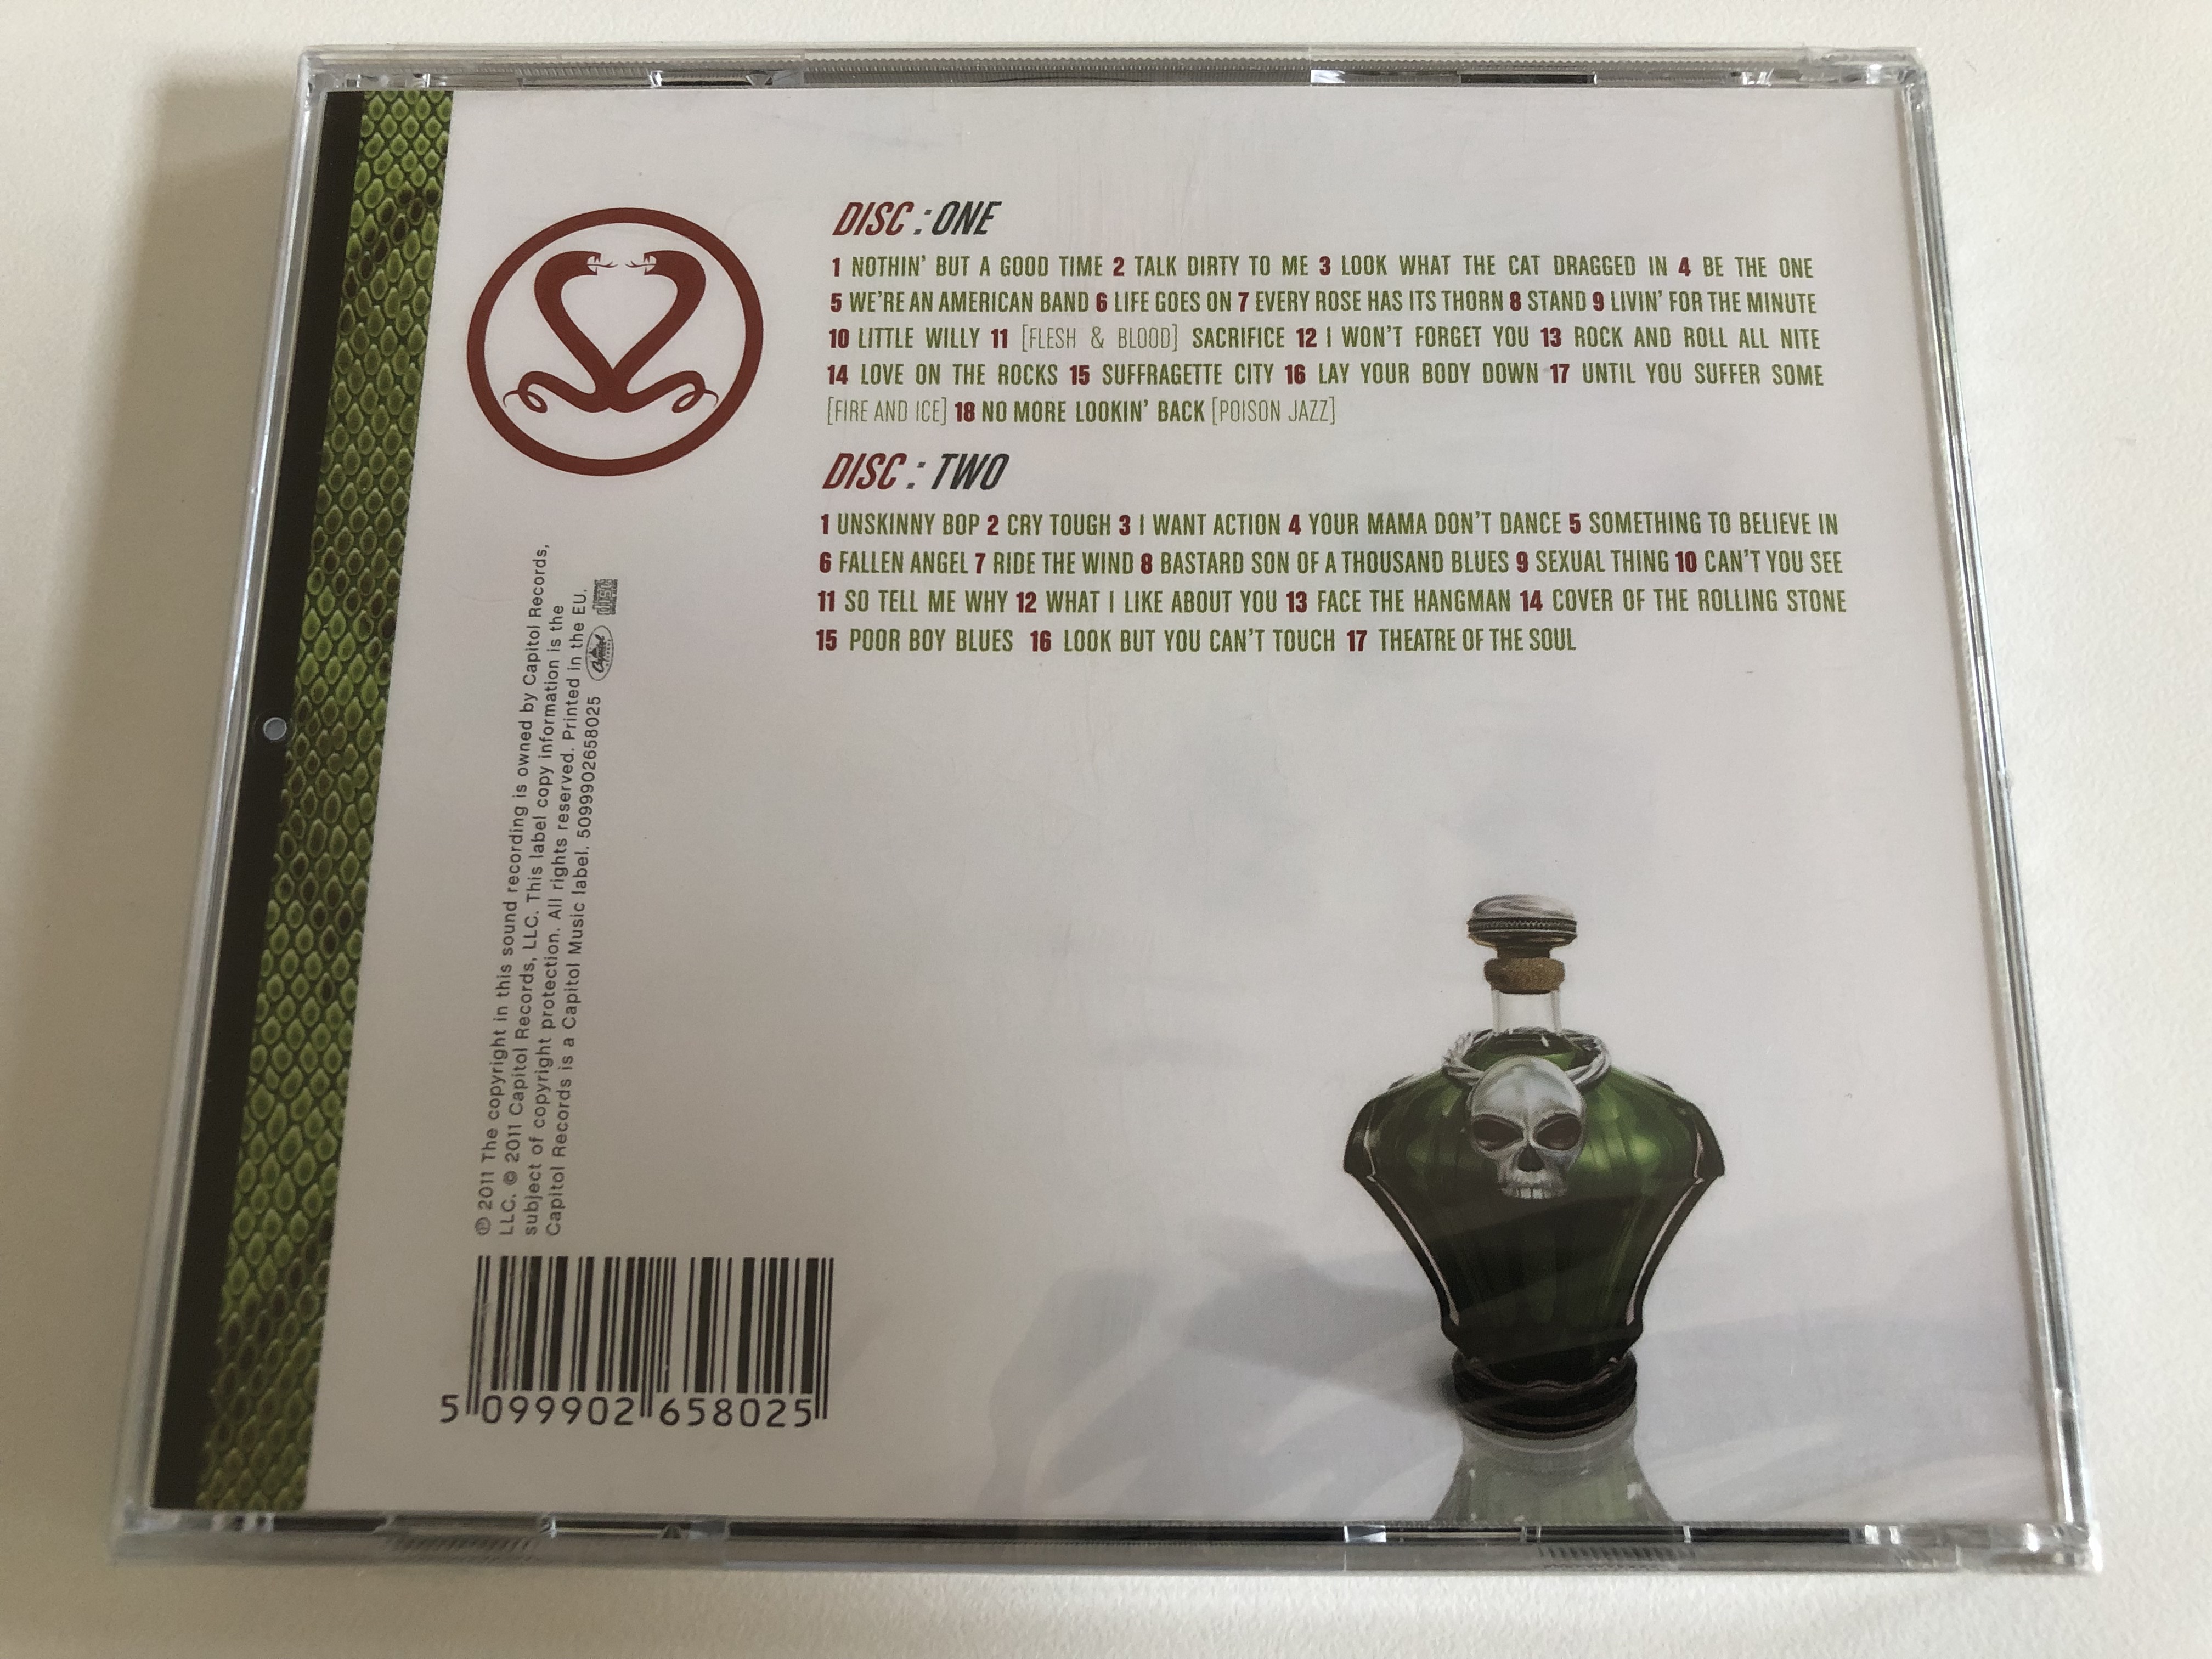 DISC : ONE
1 NOTHIN' BUT A GOOD TIME 2 TALK DIRTY TO ME 3 LOOK WHAT THE CAT DRAGGED IN 4 BE THE ONE
5 WE'RE AN AMERICAN BAND 6 LIFE GOES ON 7 EVERY ROSE HAS ITS THORN 8 STAND 9 LIVIN' FOR THE MINUTE
10 LITTLE WILLY 11 [FLESH & BLOOD] SACRIFICE 12 I WON'T FORGET YOU 13 ROCK AND ROLL ALL NITE
14 LOVE ON THE ROCKS 15 SUFFRAGETTE CITY 16 LAY YOUR BODY DOWN 17 UNTIL YOU SUFFER SOME
[FIRE AND ICE] 18 NO MORE LOOKIN' BACK [POISON JAZZ]
DISC : TWO
1 UNSKINNY BOP 2 CRY TOUGH 3 I WANT ACTION 4 YOUR MAMA DON'T DANCE 5 SOMETHING TO BELIEVE IN
6 FALLEN ANGEL 7 RIDE THE WIND 8 BASTARD SON OF A THOUSAND BLUES 9 SEXUAL THING 10 CAN'T YOU SEE
11 SO TELL ME WHY 12 WHAT I LIKE ABOUT YOU 13 FACE THE HANGMAN 14 COVER OF THE ROLLING STONE
15 POOR BOY BLUES 16 LOOK BUT YOU CAN'T TOUCH 17 THEATRE OF THE SOUL
℗ 2011 The copyright in this sound recording is owned by Capitol Records,
LLC. © 2011 Capitol Records, LLC. This label copy information is the
subject of copyright protection. All rights reserved. Printed in the EU.
Capitol Records is a Capitol Music label. 5099902658025
Capitol
disc
5 099902 658025